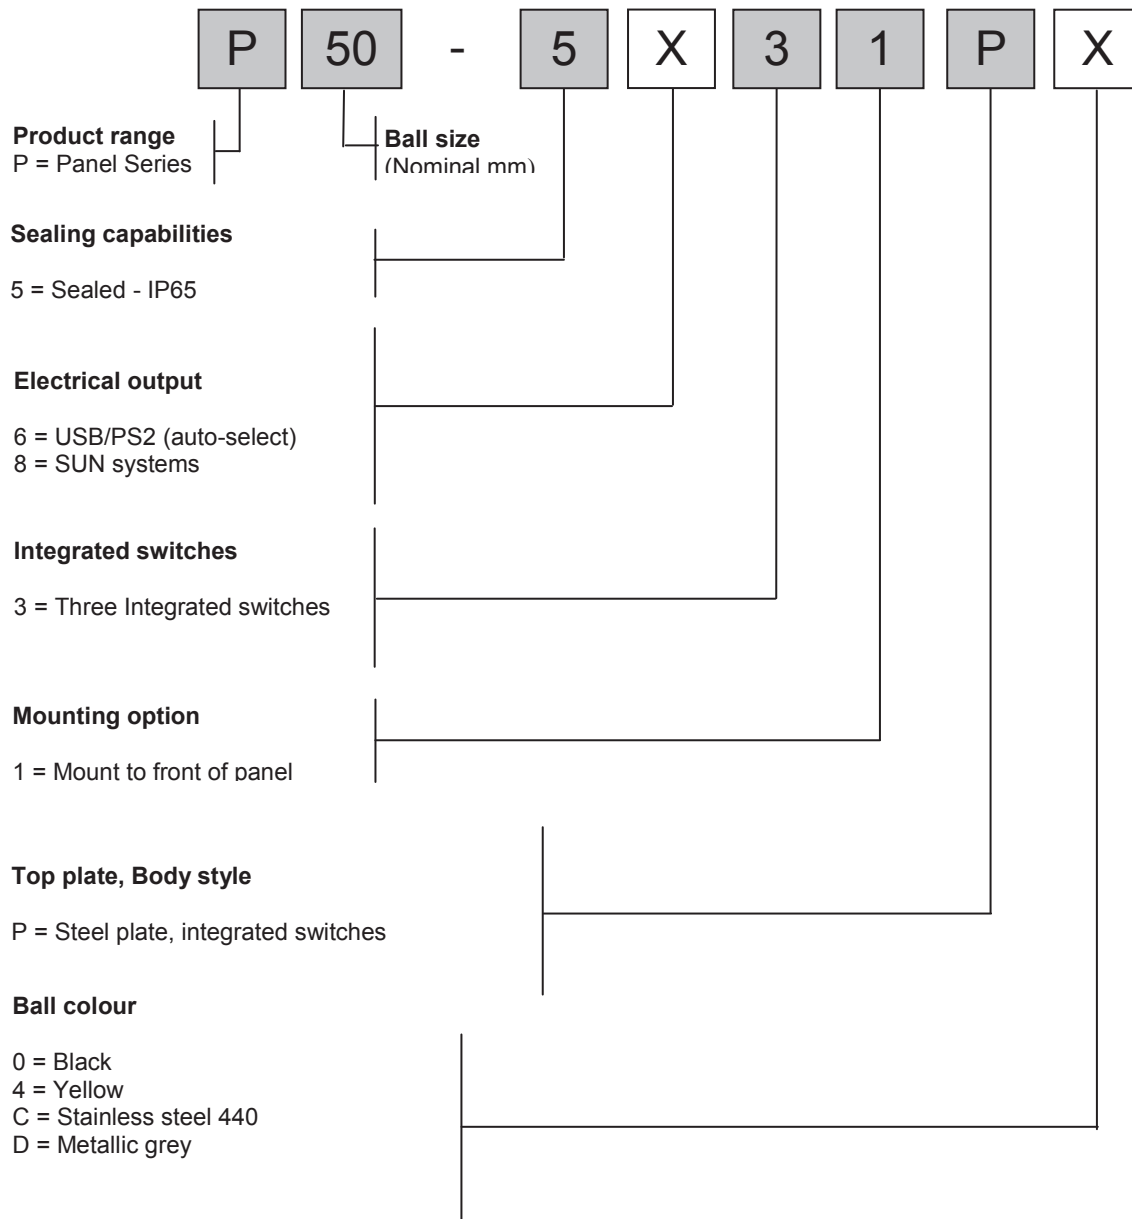 P 50 - 5 X 3 1 P X
Product range
P = Panel Series
Ball size
(Nominal mm)
Sealing capabilities
5 = Sealed - IP65
Electrical output
6 = USB/PS2 (auto-select)
8 = SUN systems
Integrated switches
3 = Three Integrated switches
Mounting option
1 = Mount to front of panel
Top plate, Body style
P = Steel plate, integrated switches
Ball colour
0 = Black
4 = Yellow
C = Stainless steel 440
D = Metallic grey